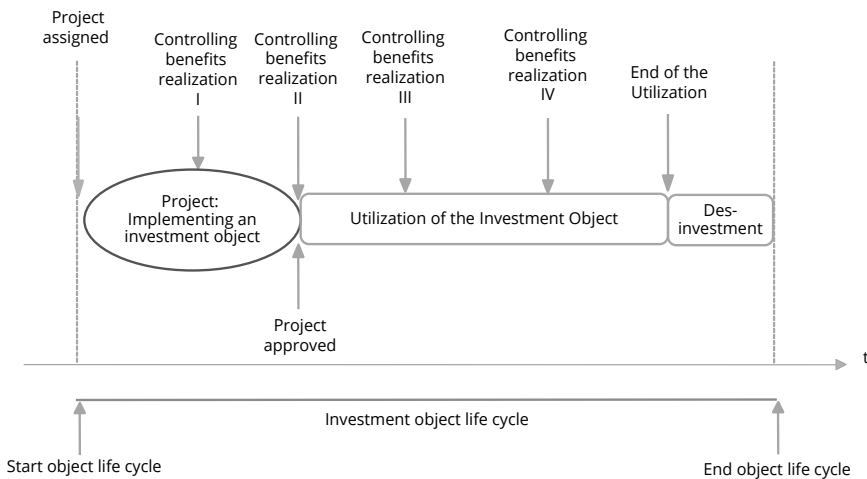 Project
assigned
Controlling
benefits
realization
I
Controlling
benefits
realization
II
Controlling
benefits
realization
III
Controlling
benefits
realization
IV
End of the
Utilization
Project:
Implementing an
investment object
Utilization of the Investment Object
Des-
investment
Project
approved
t
Investment object life cycle
Start object life cycle
End object life cycle